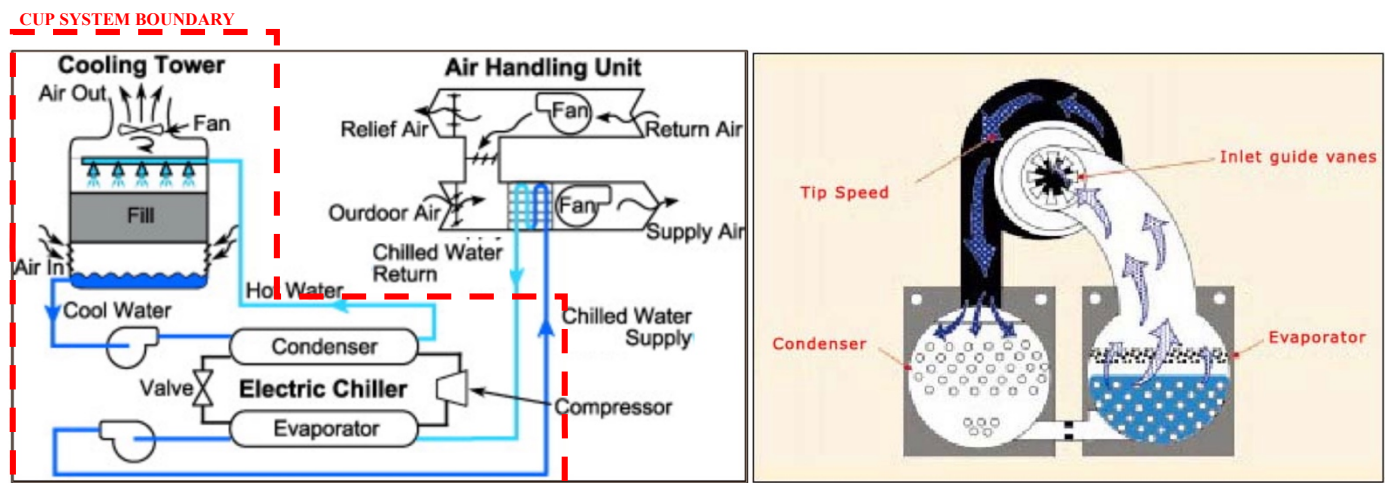 CUP SYSTEM BOUNDARY
Cooling Tower
Air Out
Fan
Fill
Air In
Cool Water
Hot Water
Air Handling Unit
Relief Air
Fan
Return Air
Ourdoor Air
Fan
Supply Air
Chilled Water
Return
Chilled Water
Supply
Condenser
Valve
Electric Chiller
Compressor
Evaporator
Tip Speed
Inlet guide vanes
Condenser
Evaporator